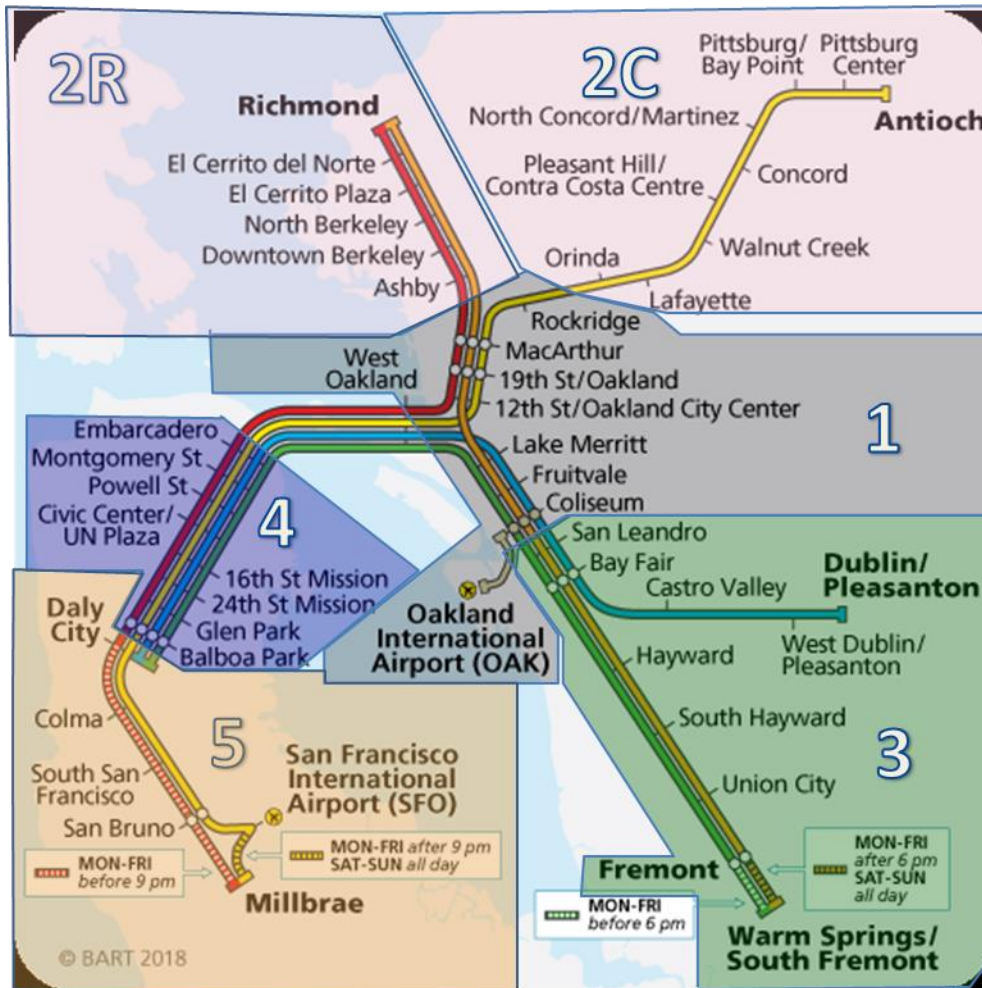 2R
2C
Pittsburg/
Bay Point
Pittsburg
Center
Richmond
North Concord/Martinez
Antioch
El Cerrito del Norte
Pleasant Hill/
Contra Costa Centre
Concord
El Cerrito Plaza
North Berkeley
Downtown Berkeley
Orinda
Walnut Creek
Ashby
Lafayette
Rockridge
West
Oakland
MacArthur
19th St/Oakland
12th St/Oakland City Center
1
Embarcadero
Lake Merritt
Montgomery St
Fruitvale
Powell St
Coliseum
Civic Center/
UN Plaza
4
San Leandro
Bay Fair
Dublin/
Pleasanton
16th St Mission
Castro Valley
24th St Mission
Daly
City
Oakland
International
Airport (OAK)
Glen Park
West Dublin/
Pleasanton
Balboa Park
Hayward
Colma
5
South Hayward
3
San Francisco
International
Airport (SFO)
South San
Francisco
Union City
San Bruno
MON-FRI
before 9 pm
MON-FRI after 9 pm
SAT-SUN all day
MON-FRI
after 6 pm
SAT-SUN
all day
Fremont
Millbrae
MON-FRI
before 6 pm
Warm Springs/
South Fremont
© BART 2018